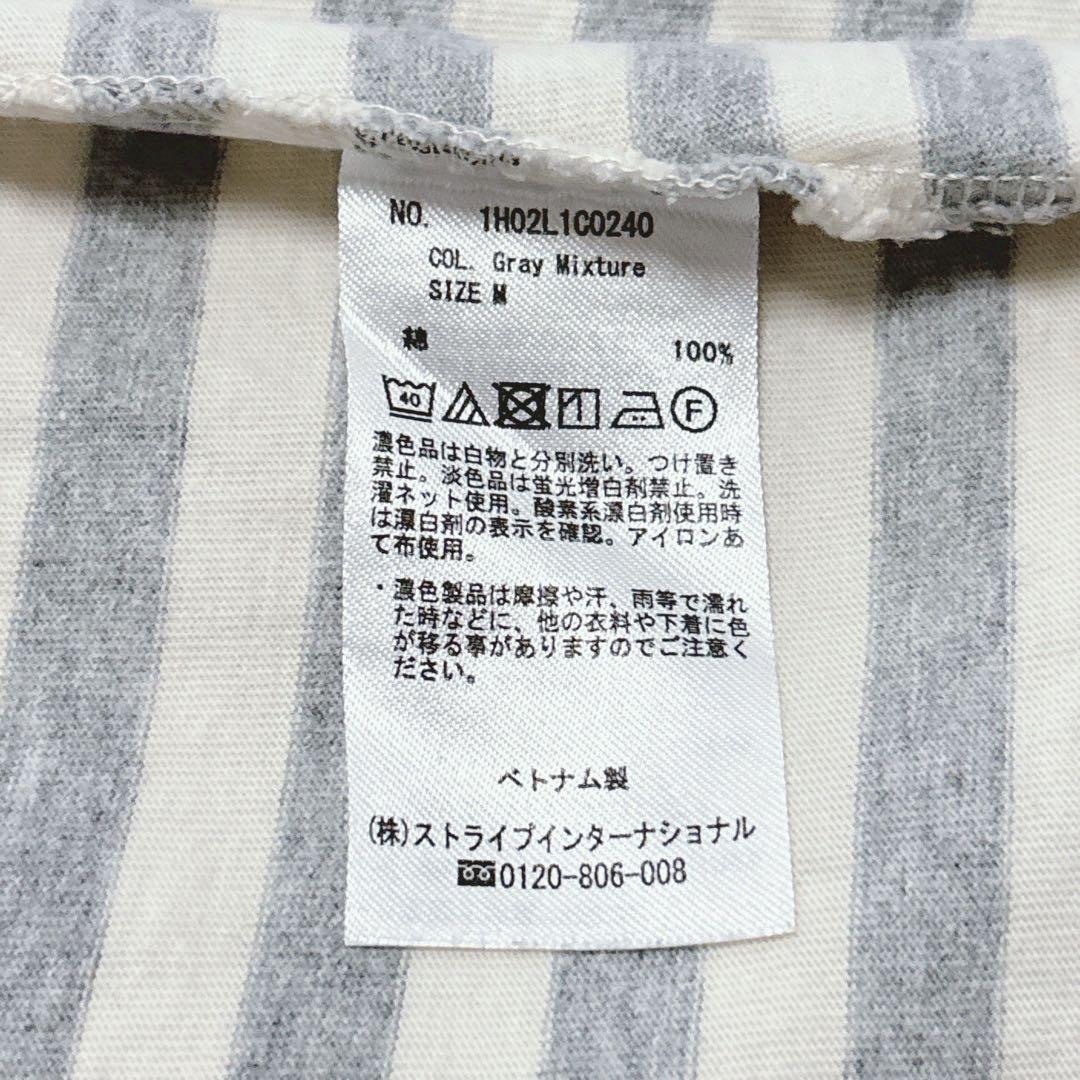 NO. 1H02L1C0240
COL. Gray Mixture
SIZE M
綿 100%
40 F
濃色品は白物と分別洗い。つけ置き
禁止。淡色品は蛍光増白剤禁止。洗
濯ネット使用。酸素系漂白剤使用時
は漂白剤の表示を確認。アイロンあ
て布使用。
・濃色製品は摩擦や汗、雨等で濡れ
た時などに、他の衣料や下着に色
が移る事がありますのでご注意く
ださい。
ベトナム製
(株)ストライプインターナショナル
0120-806-008